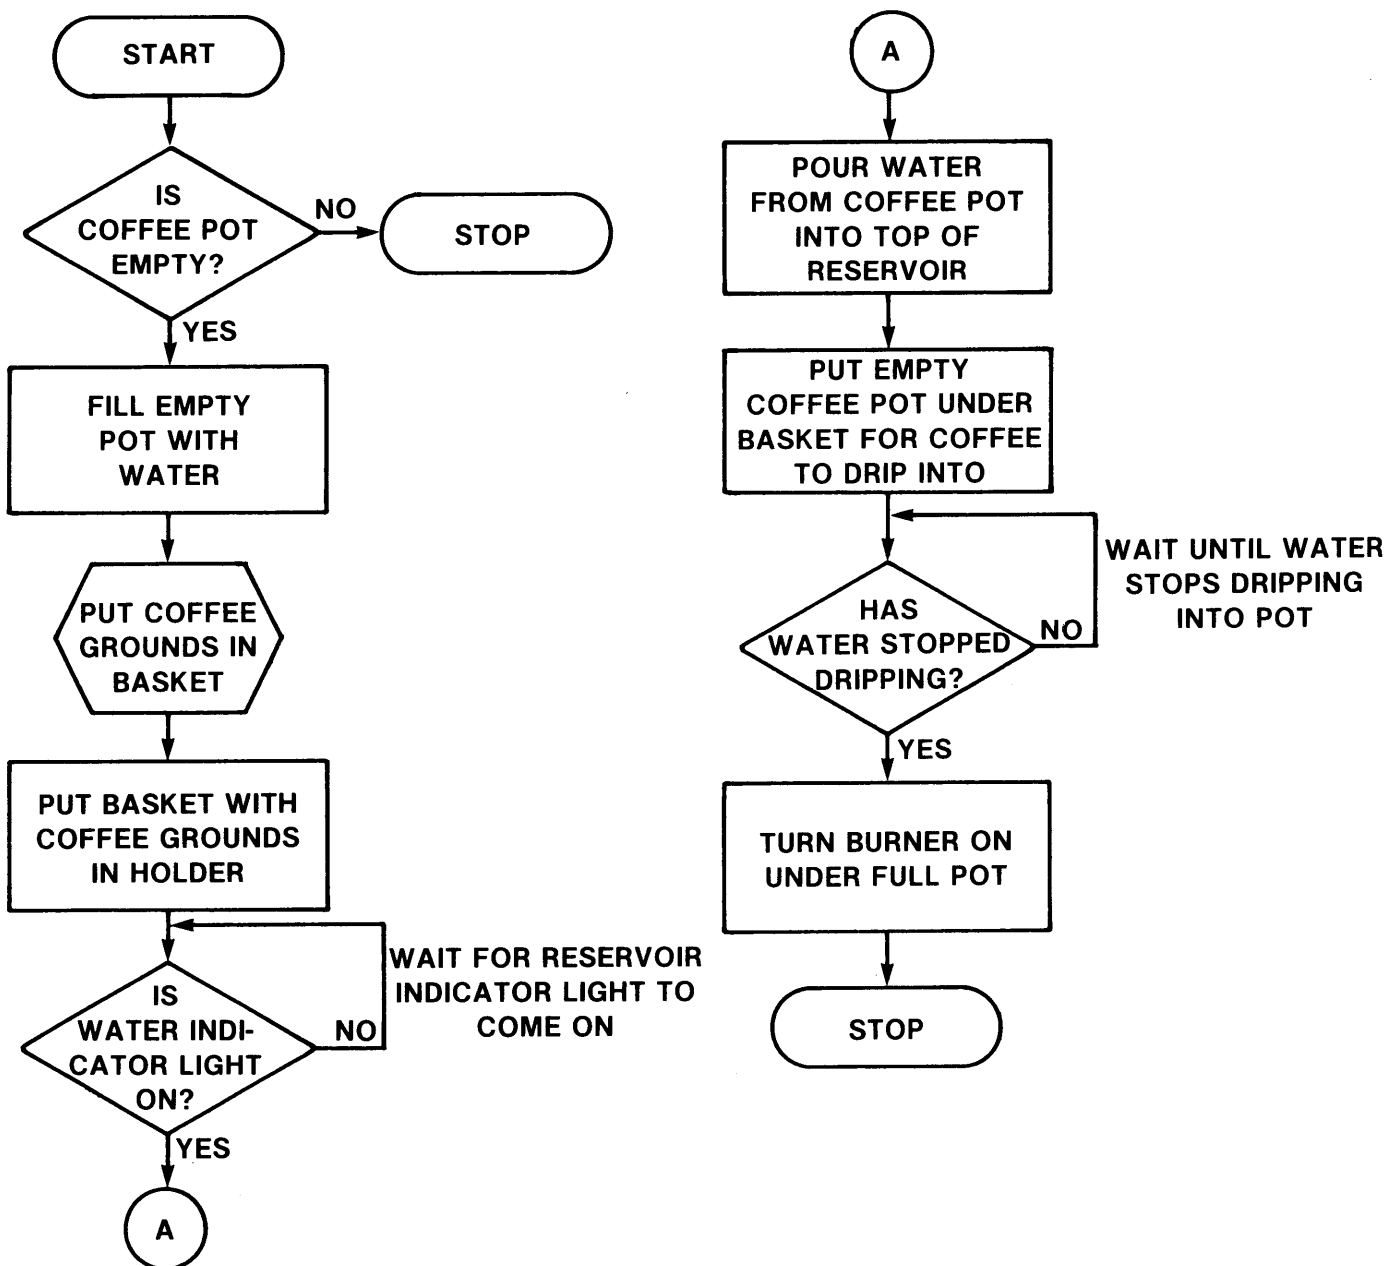 START
IS
COFFEE POT
EMPTY?
NO
STOP
YES
FILL EMPTY
POT WITH
WATER
PUT COFFEE
GROUNDS IN
BASKET
PUT BASKET WITH
COFFEE GROUNDS
IN HOLDER
WAIT FOR RESERVOIR
INDICATOR LIGHT TO
COME ON
IS
WATER INDI-
CATOR LIGHT
ON?
NO
YES
A
A
POUR WATER
FROM COFFEE POT
INTO TOP OF
RESERVOIR
PUT EMPTY
COFFEE POT UNDER
BASKET FOR COFFEE
TO DRIP INTO
WAIT UNTIL WATER
STOPS DRIPPING
INTO POT
HAS
WATER STOPPED
DRIPPING?
NO
YES
TURN BURNER ON
UNDER FULL POT
STOP